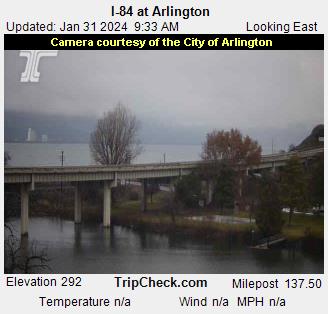 I-84 at Arlington
Updated: Jan 31 2024 9:33 AM Looking East
Camera courtesy of the City of Arlington
Elevation 292 TripCheck.com Milepost 137.50
Temperature n/a Wind n/a MPH n/a